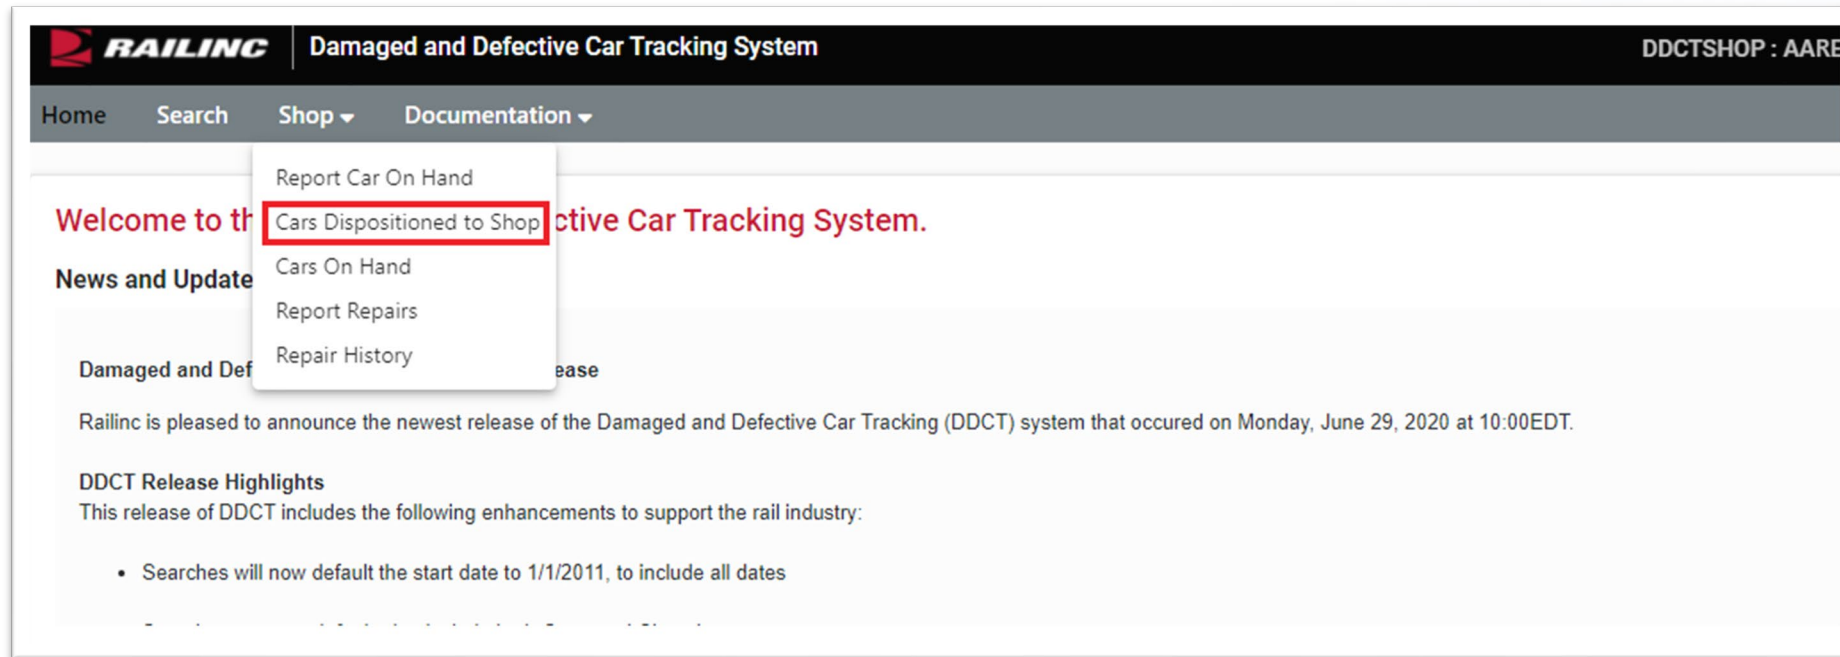 RAILINC Damaged and Defective Car Tracking System DDCTSHOP : AARE
Home Search Shop Documentation
Report Car On Hand
Welcome to th Cars Dispositioned to Shop ctive Car Tracking System.
Cars On Hand
News and Update
Report Repairs
Repair History
Damaged and Def ease
Railinc is pleased to announce the newest release of the Damaged and Defective Car Tracking (DDCT) system that occured on Monday, June 29, 2020 at 10:00EDT.
DDCT Release Highlights
This release of DDCT includes the following enhancements to support the rail industry:
• Searches will now default the start date to 1/1/2011, to include all dates